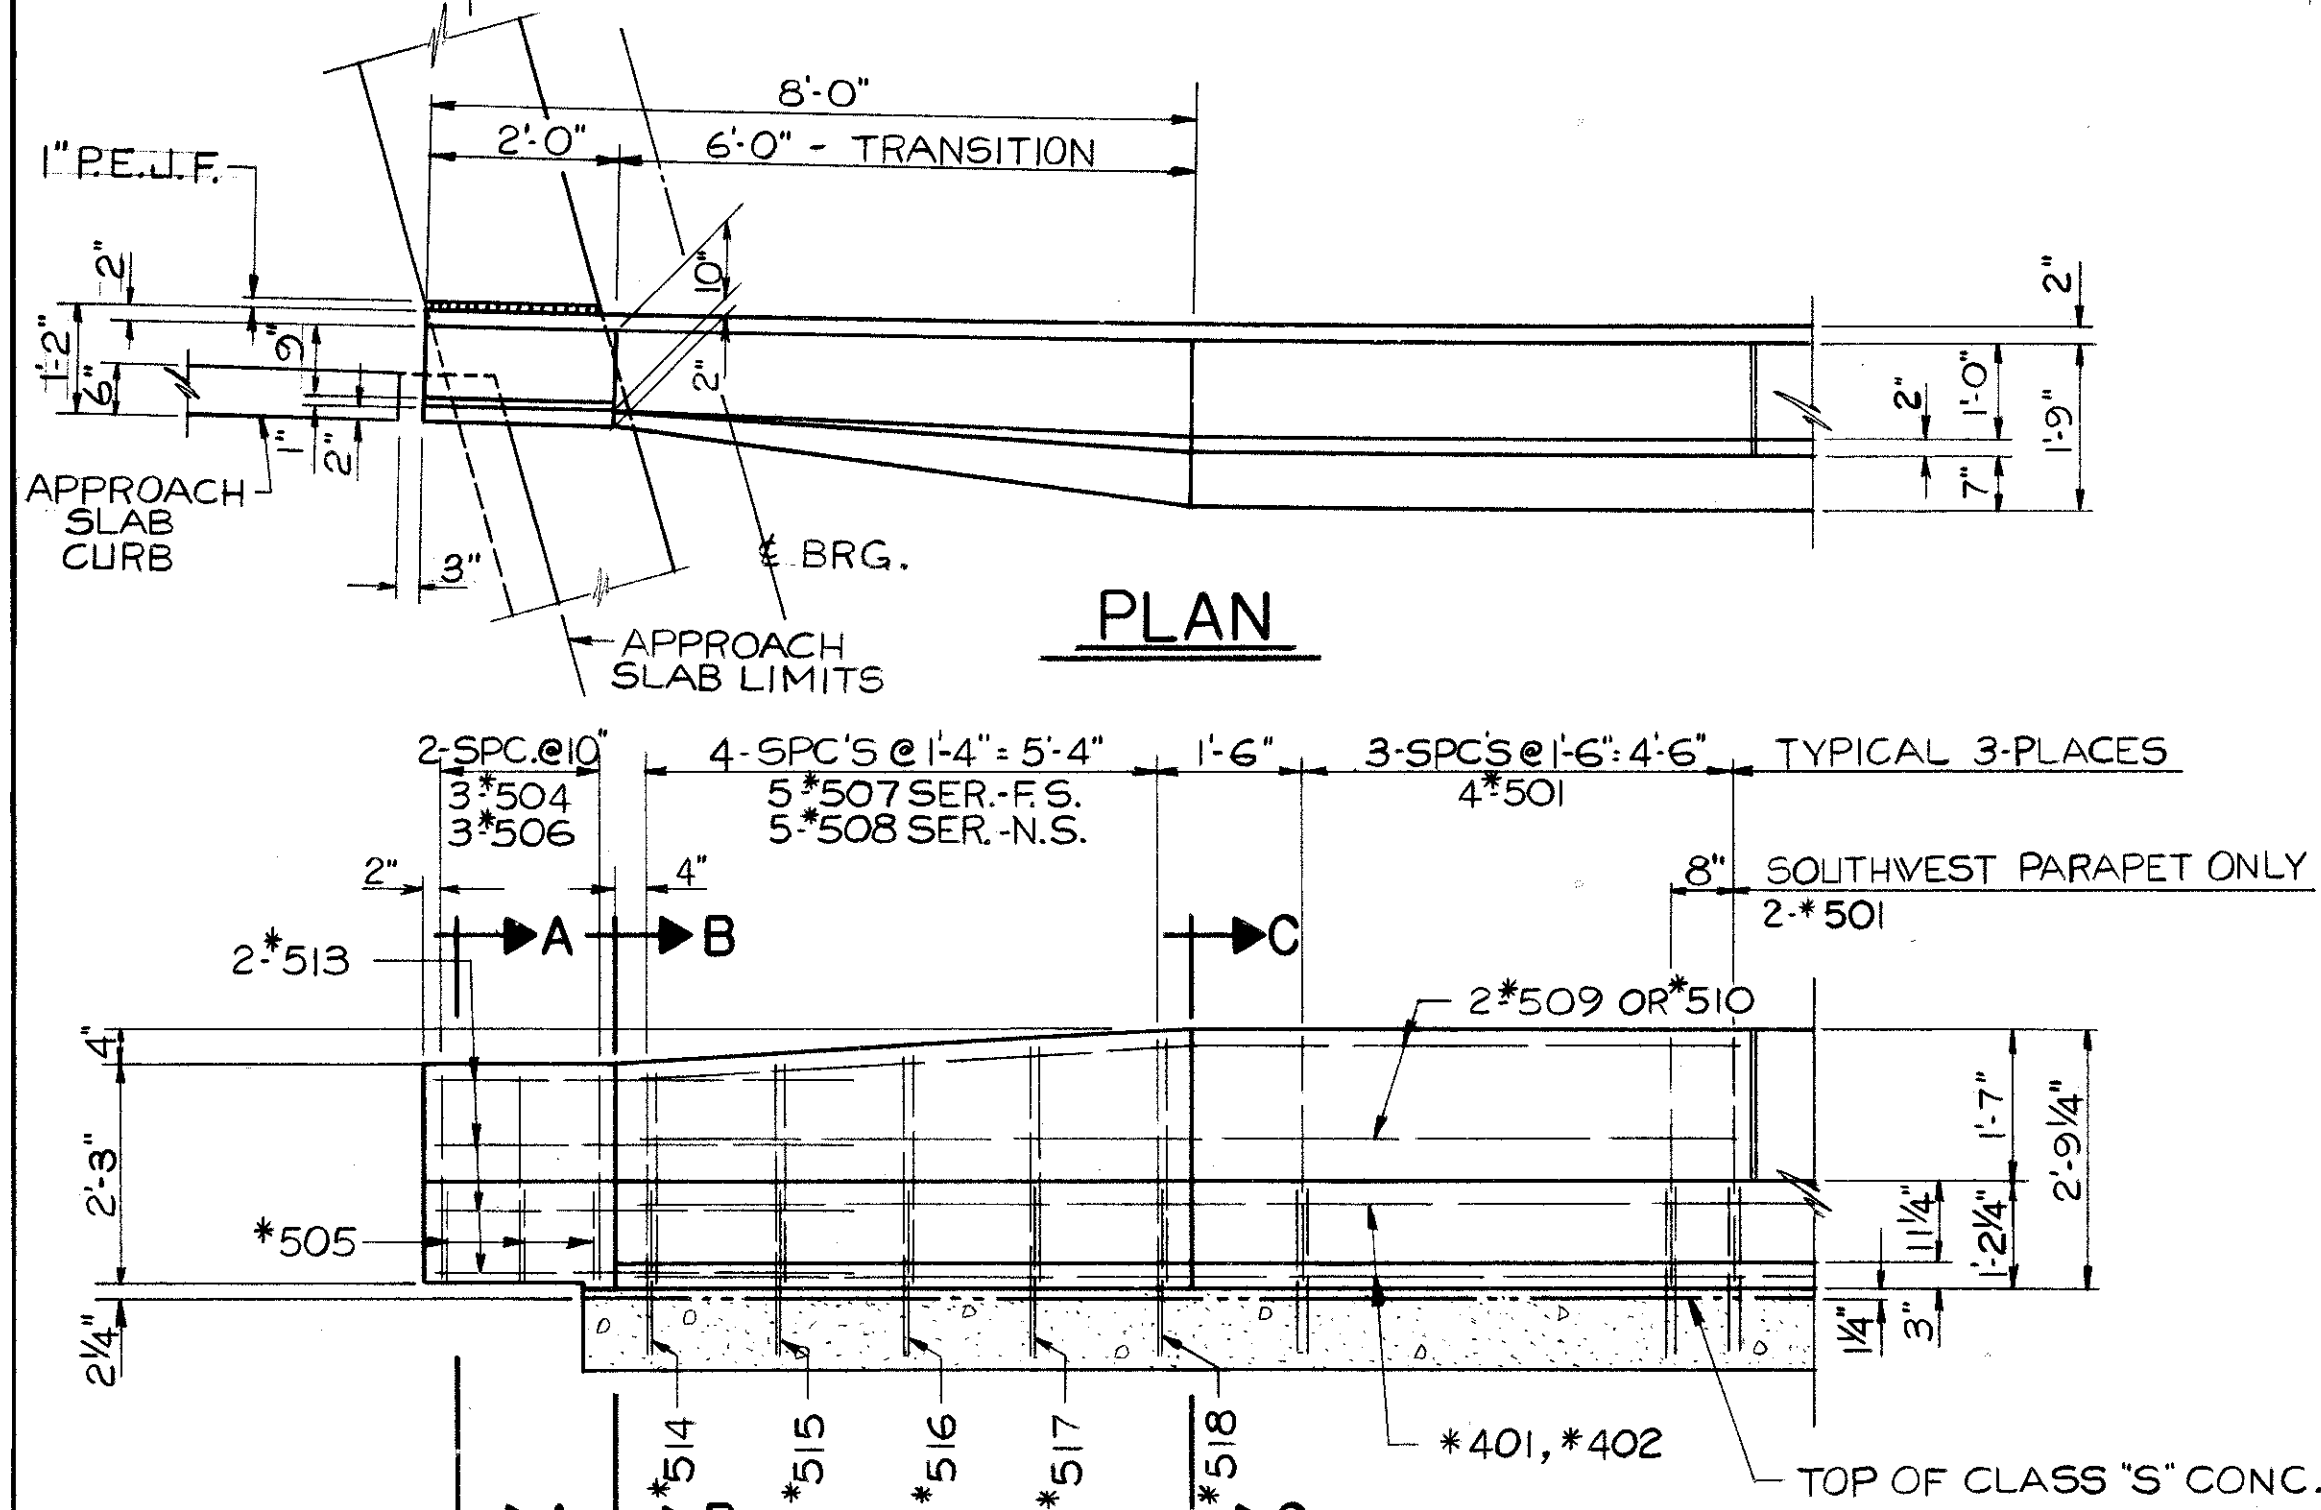 8'-0"
2'-0"
6'-0" - TRANSITION
1" P.E.J.F.
2"
10"
2"
1'-2"
9"
6"
2"
2"
1'-0"
1'-9"
1"
2"
7"
APPROACH
SLAB
CURB
3"
℄ BRG.
PLAN
APPROACH
SLAB LIMITS
2-SPC.@10"
3-*504
3-*506
4-SPC'S @ 1'-4" = 5'-4"
5-*507 SER.-F.S.
5-*508 SER.-N.S.
1'-6"
3-SPC'S @ 1'-6" = 4'-6"
4-*501
TYPICAL 3-PLACES
2"
4"
8"
SOUTHWEST PARAPET ONLY
2-*501
A
B
C
2-*513
2-*509 OR *510
4"
2'-3"
1'-7"
2'-9¼"
*505
11¼"
1'-2¼"
2¼"
1¼"
3"
*514
*515
*516
*517
*518
*401, *402
TOP OF CLASS "S" CONC.